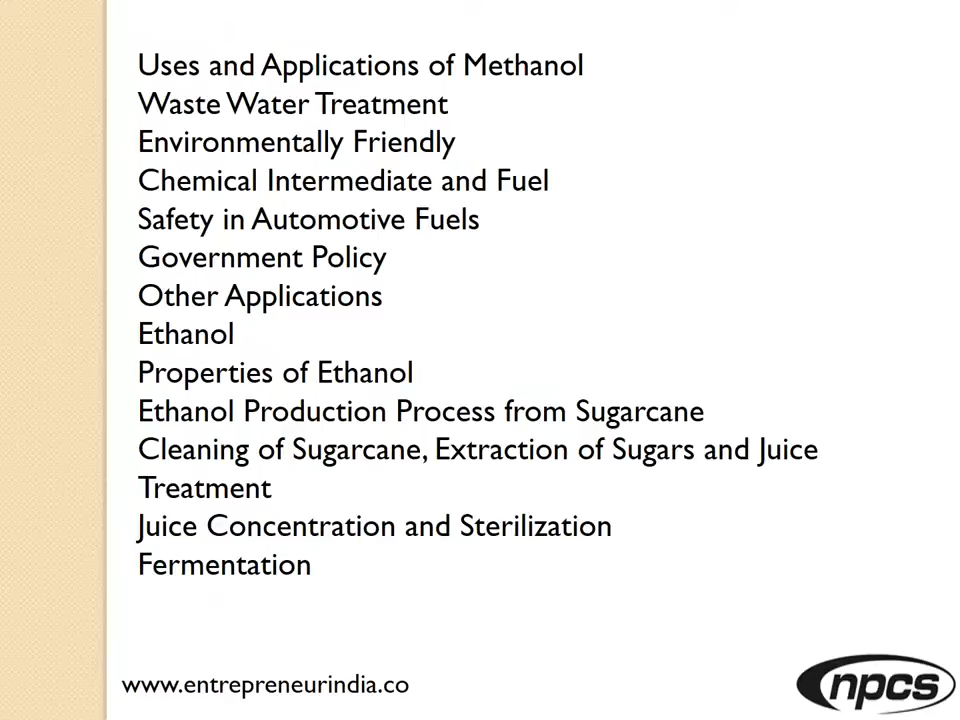 Uses and Applications of Methanol
Waste Water Treatment
Environmentally Friendly
Chemical Intermediate and Fuel
Safety in Automotive Fuels
Government Policy
Other Applications
Ethanol
Properties of Ethanol
Ethanol Production Process from Sugarcane
Cleaning of Sugarcane, Extraction of Sugars and Juice
Treatment
Juice Concentration and Sterilization
Fermentation
www.entrepreneurindia.co
npcs